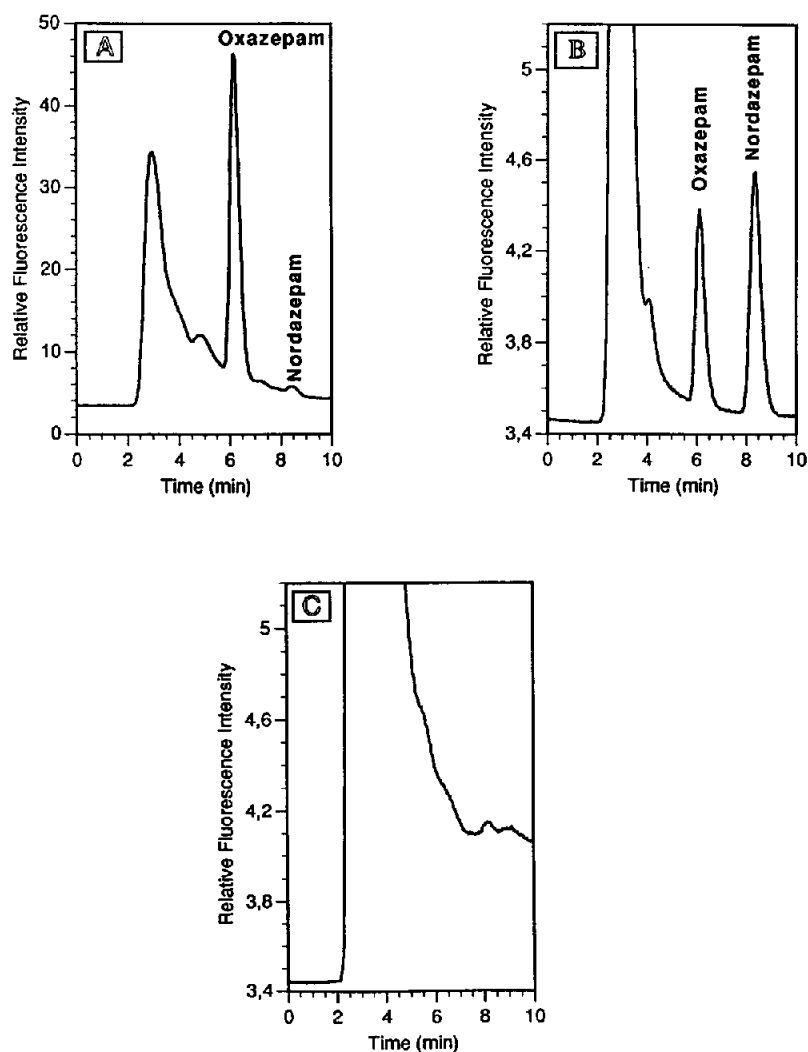 A
Oxazepam
Nordazepam
Relative Fluorescence Intensity
50
40
30
20
10
0
0 2 4 6 8 10
Time (min)
B
Oxazepam
Nordazepam
Relative Fluorescence Intensity
5
4,6
4,2
3,8
3,4
0 2 4 6 8 10
Time (min)
C
Relative Fluorescence Intensity
5
4,6
4,2
3,8
3,4
0 2 4 6 8 10
Time (min)